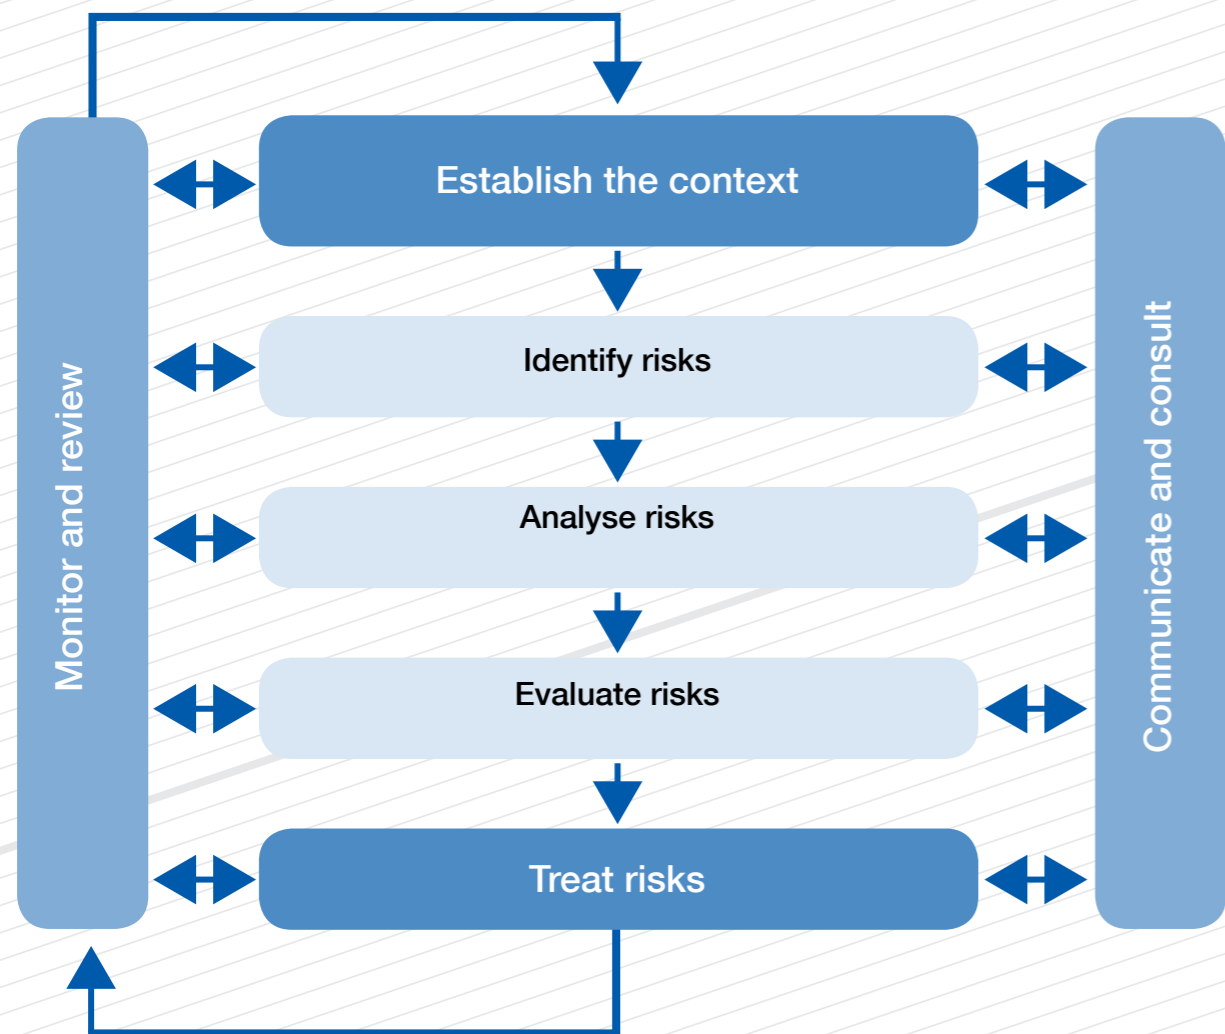 Establish the context
Identify risks
Analyse risks
Evaluate risks
Treat risks
Monitor and review
Communicate and consult